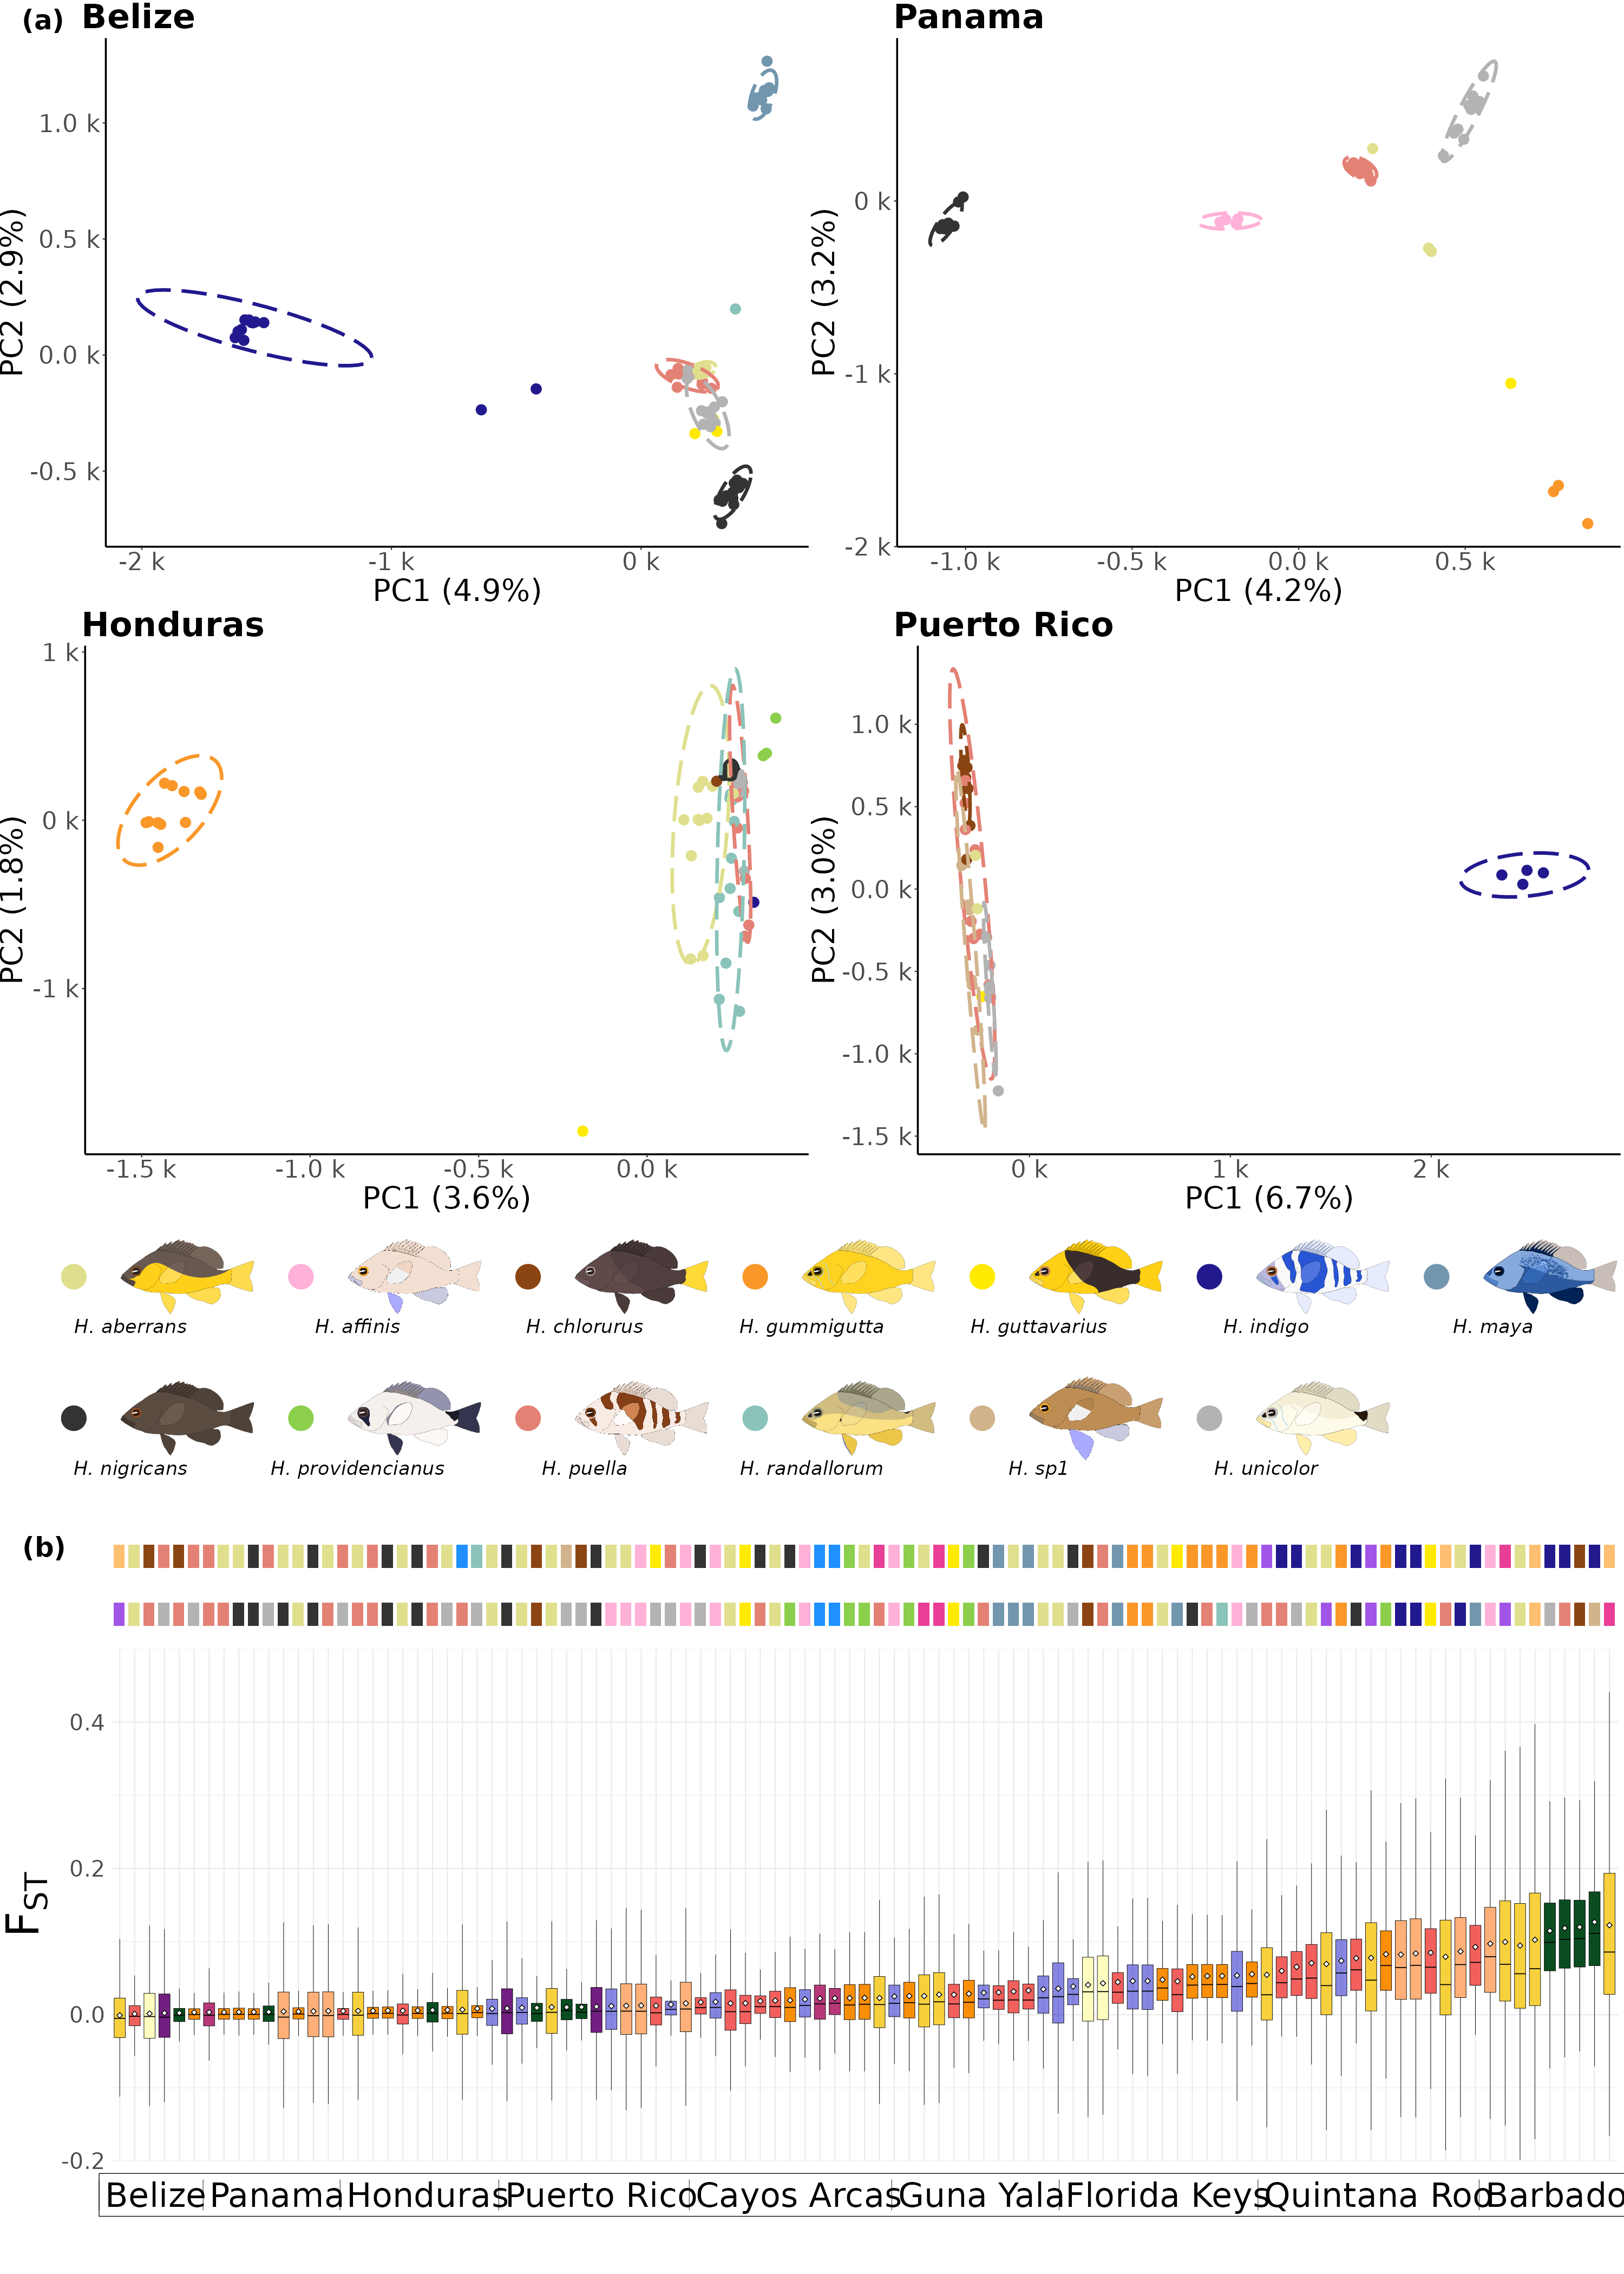 (a) Belize
Panama
1.0 k
0.5 k
0.0 k
-0.5 k
PC2 (2.9%)
-2 k
-1 k
0 k
PC1 (4.9%)
0 k
-1 k
-2 k
PC2 (3.2%)
-1.0 k
-0.5 k
0.0 k
0.5 k
PC1 (4.2%)
Honduras
Puerto Rico
1 k
0 k
-1 k
PC2 (1.8%)
-1.5 k
-1.0 k
-0.5 k
0.0 k
PC1 (3.6%)
1.0 k
0.5 k
0.0 k
-0.5 k
-1.0 k
-1.5 k
PC2 (3.0%)
0 k
1 k
2 k
PC1 (6.7%)
H. aberrans
H. affinis
H. chlorurus
H. gummigutta
H. guttavarius
H. indigo
H. maya
H. nigricans
H. providencianus
H. puella
H. randallorum
H. sp1
H. unicolor
(b)
0.4
0.2
0.0
-0.2
FST
Belize
Panama
Honduras
Puerto Rico
Cayos Arcas
Guna Yala
Florida Keys
Quintana Roo
Barbado